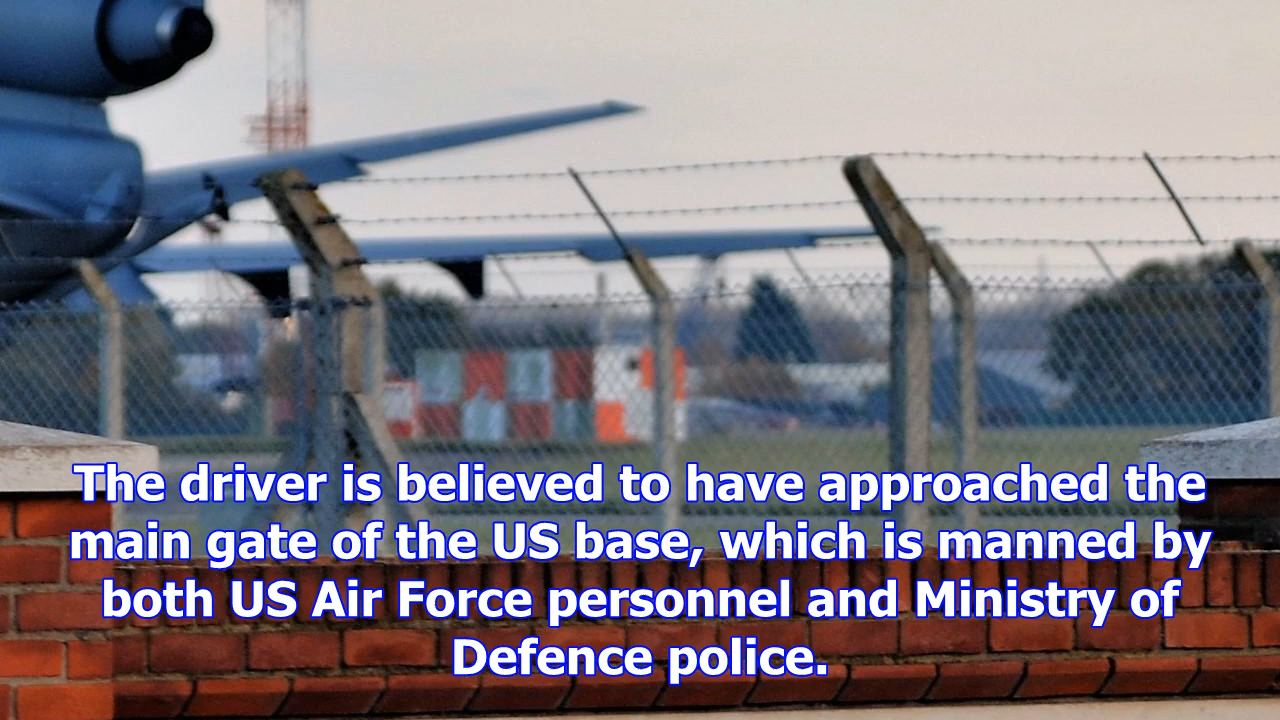 The driver is believed to have approached the
main gate of the US base, which is manned by
both US Air Force personnel and Ministry of
Defence police.